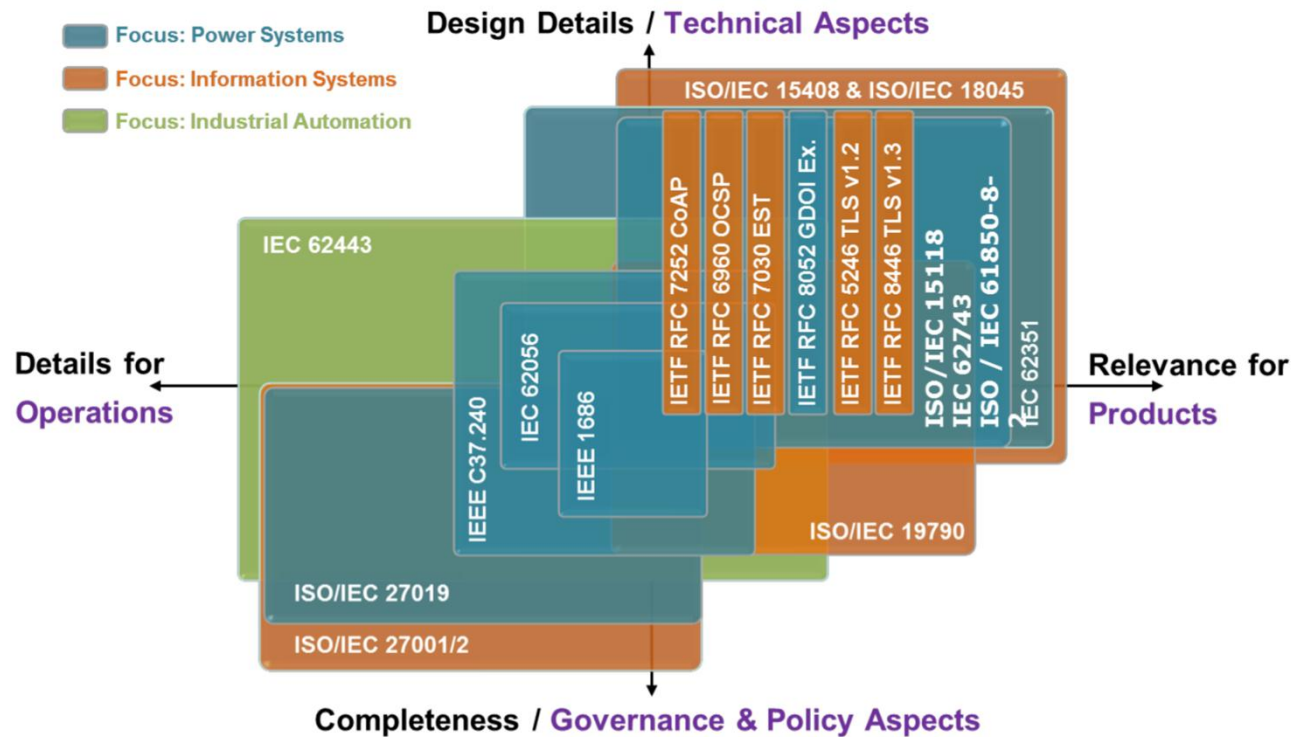 Design Details / Technical Aspects
Focus: Power Systems
Focus: Information Systems
Focus: Industrial Automation
ISO/IEC 15408 & ISO/IEC 18045
IETF RFC 7252 CoAP
IETF RFC 6960 OCSP
IETF RFC 7030 EST
IETF RFC 8052 GDOI Ex.
IETF RFC 5246 TLS v1.2
IETF RFC 8446 TLS v1.3
ISO/IEC 15118
IEC 62743
ISO / IEC 61850-8-
2
IEC 62351
IEC 62443
Details for
Operations
Relevance for
Products
IEC 62056
IEEE 1686
IEEE C37.240
ISO/IEC 19790
ISO/IEC 27019
ISO/IEC 27001/2
Completeness / Governance & Policy Aspects